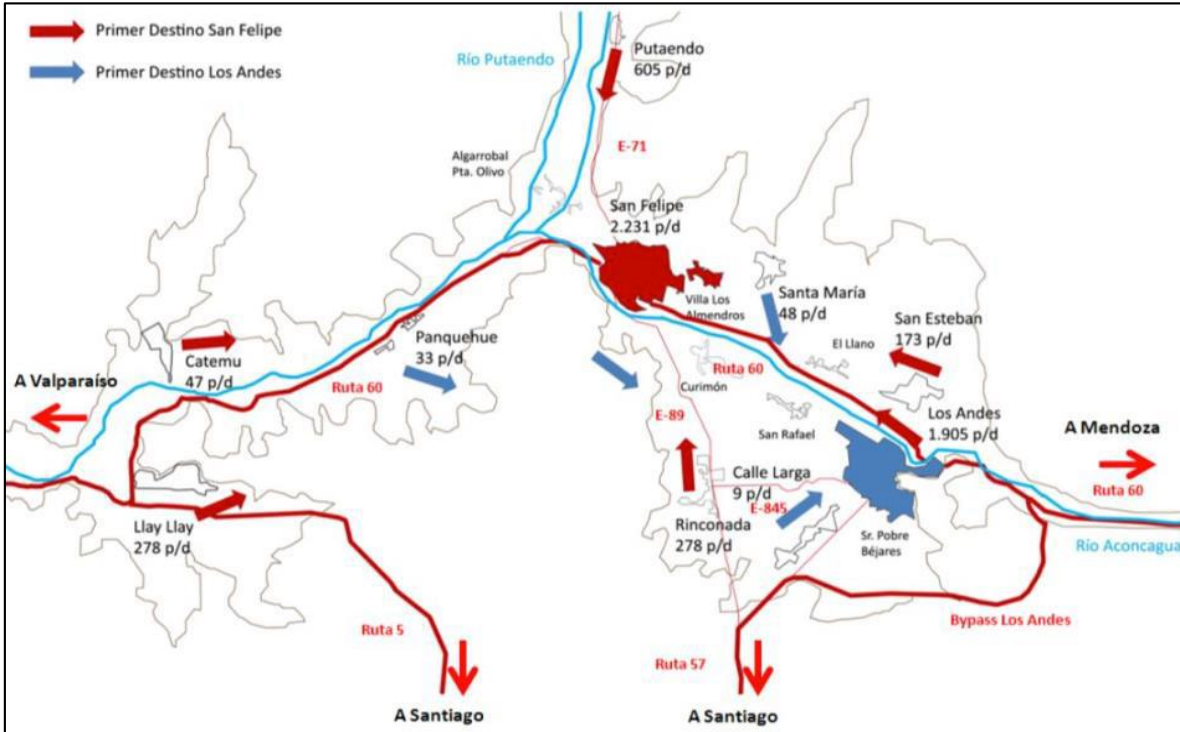 Primer Destino San Felipe
Primer Destino Los Andes
Río Putaendo
Putaendo
605 p/d
E-71
Algarrobal
Pta. Olivo
San Felipe
2.231 p/d
Villa Los
Almendros
Santa María
48 p/d
San Esteban
173 p/d
El Llano
Catemu
47 p/d
Panquehue
33 p/d
Ruta 60
Ruta 60
Curimón
A Valparaíso
E-89
San Rafael
Los Andes
1.905 p/d
A Mendoza
Ruta 60
Calle Larga
9 p/d
E-845
Llay Llay
278 p/d
Rinconada
278 p/d
Sr. Pobre
Béjares
Río Aconcagua
Ruta 5
Bypass Los Andes
Ruta 57
A Santiago
A Santiago